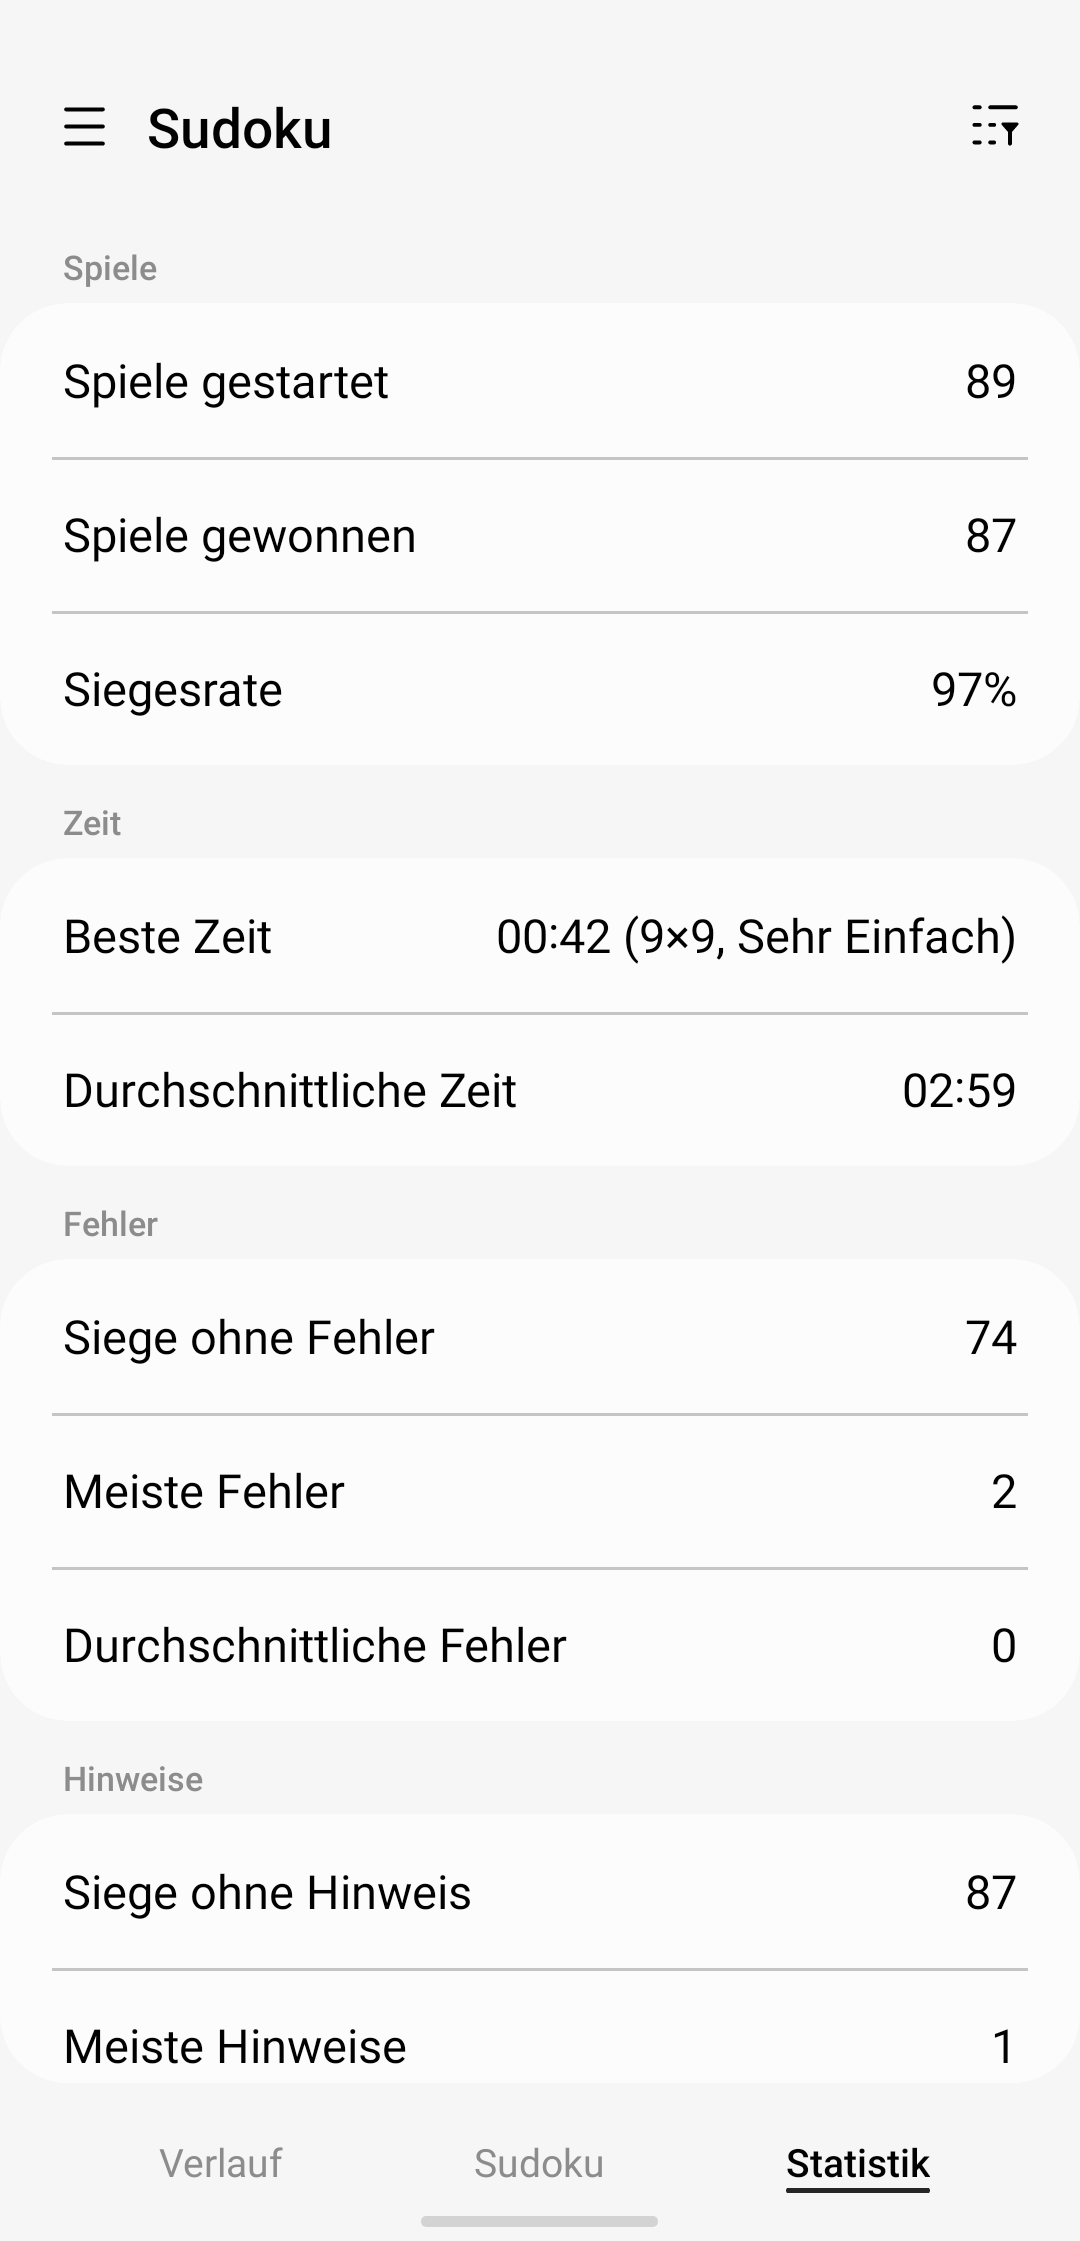 Sudoku
Spiele
Spiele gestartet 89
Spiele gewonnen 87
Siegesrate 97%
Zeit
Beste Zeit 00:42 (9×9, Sehr Einfach)
Durchschnittliche Zeit 02:59
Fehler
Siege ohne Fehler 74
Meiste Fehler 2
Durchschnittliche Fehler 0
Hinweise
Siege ohne Hinweis 87
Meiste Hinweise 1
Verlauf Sudoku Statistik